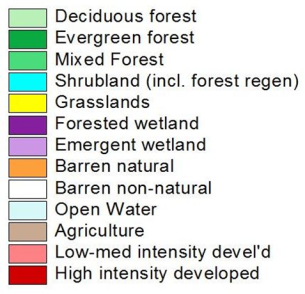 Deciduous forest
Evergreen forest
Mixed Forest
Shrubland (incl. forest regen)
Grasslands
Forested wetland
Emergent wetland
Barren natural
Barren non-natural
Open Water
Agriculture
Low-med intensity devel'd
High intensity developed